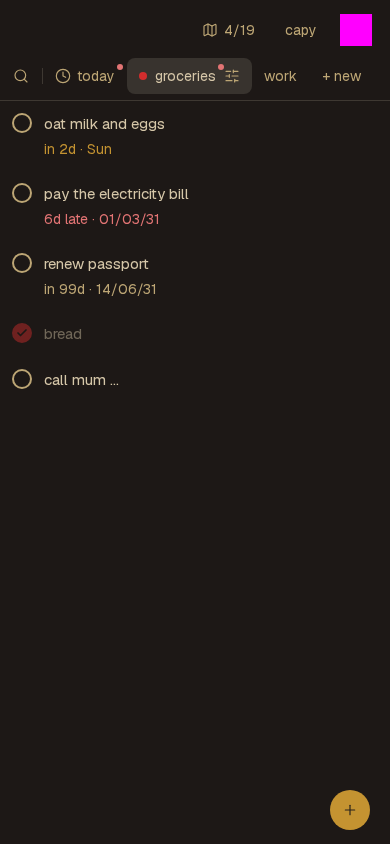 4/19 capy
today groceries work + new
oat milk and eggs
in 2d · Sun
pay the electricity bill
6d late · 01/03/31
renew passport
in 99d · 14/06/31
bread
call mum ...